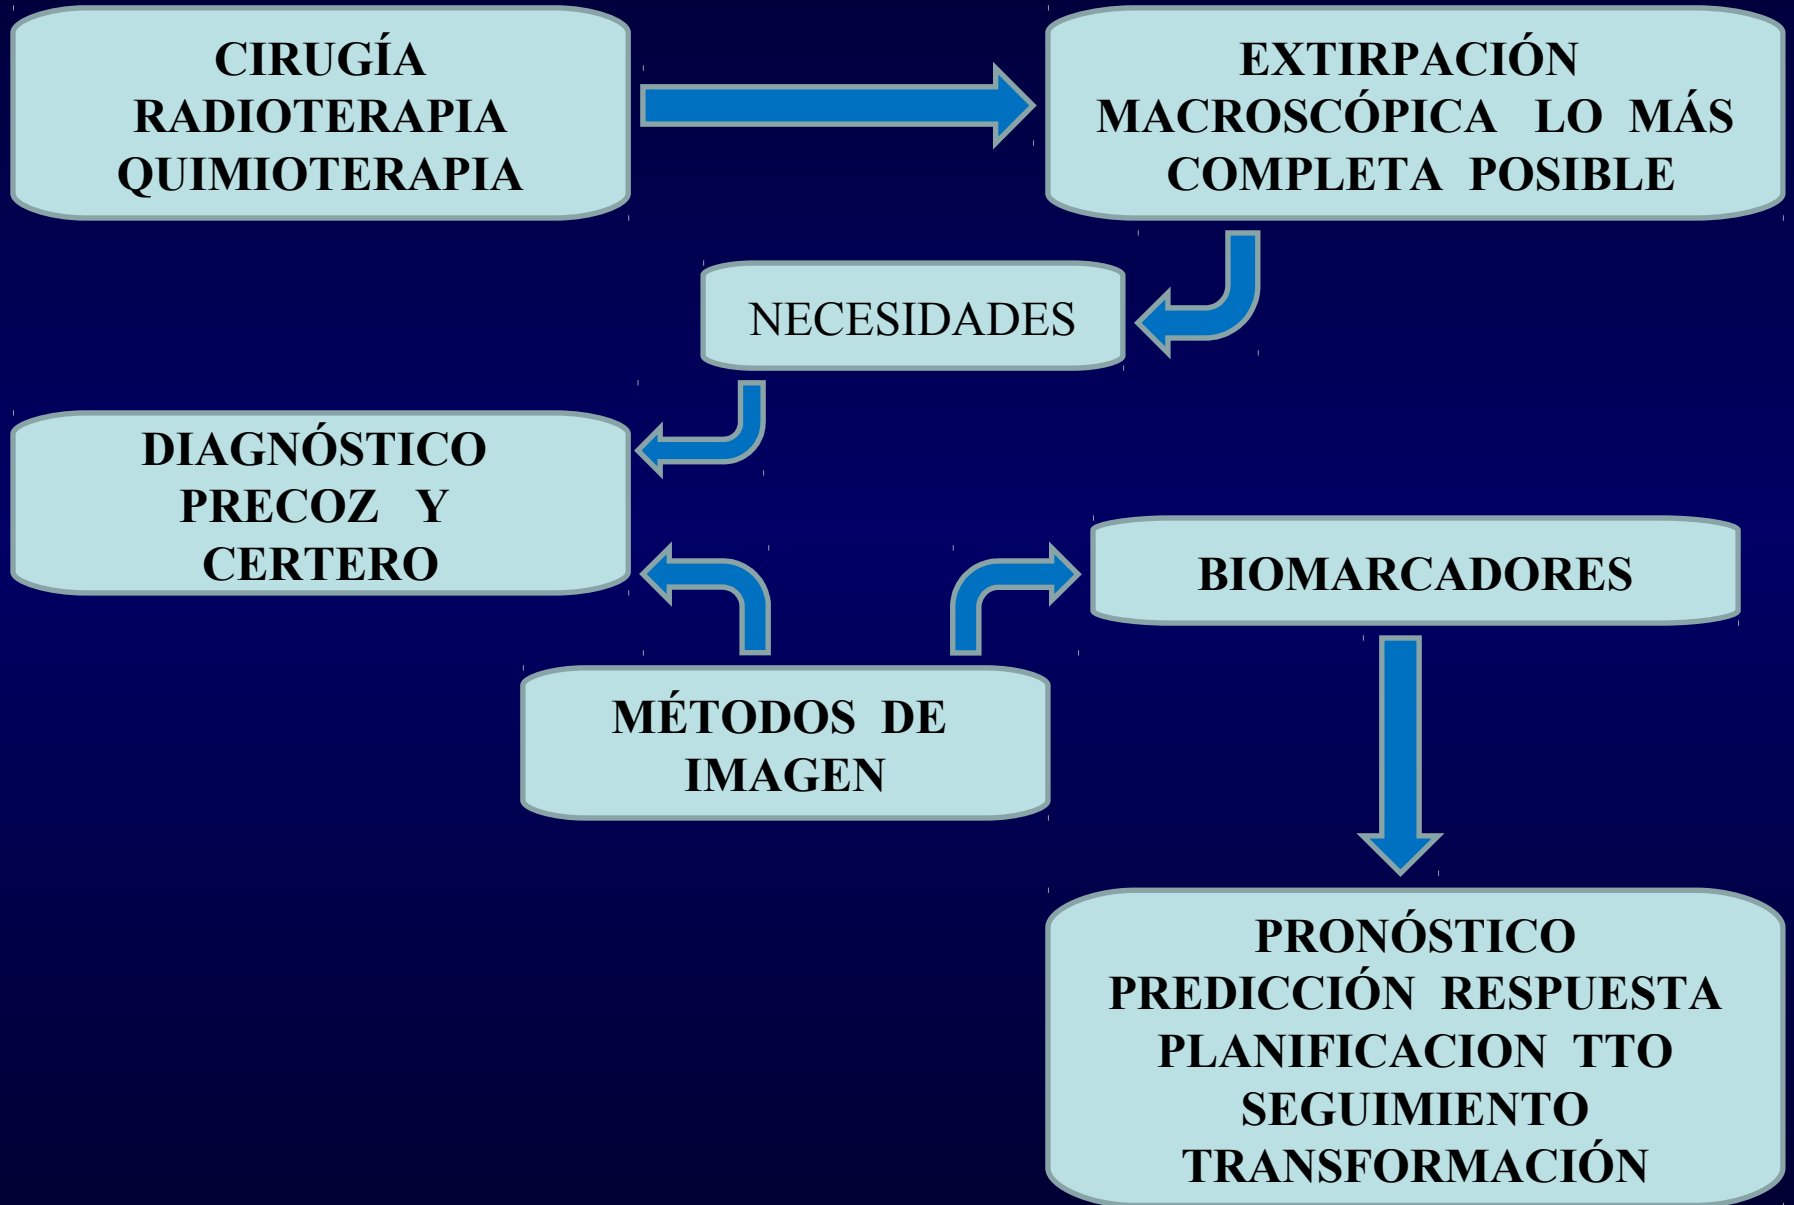 CIRUGÍA
RADIOTERAPIA
QUIMIOTERAPIA
EXTIRPACIÓN
MACROSCÓPICA LO MÁS
COMPLETA POSIBLE
NECESIDADES
DIAGNÓSTICO
PRECOZ Y
CERTERO
BIOMARCADORES
MÉTODOS DE
IMAGEN
PRONÓSTICO
PREDICCIÓN RESPUESTA
PLANIFICACION TTO
SEGUIMIENTO
TRANSFORMACIÓN